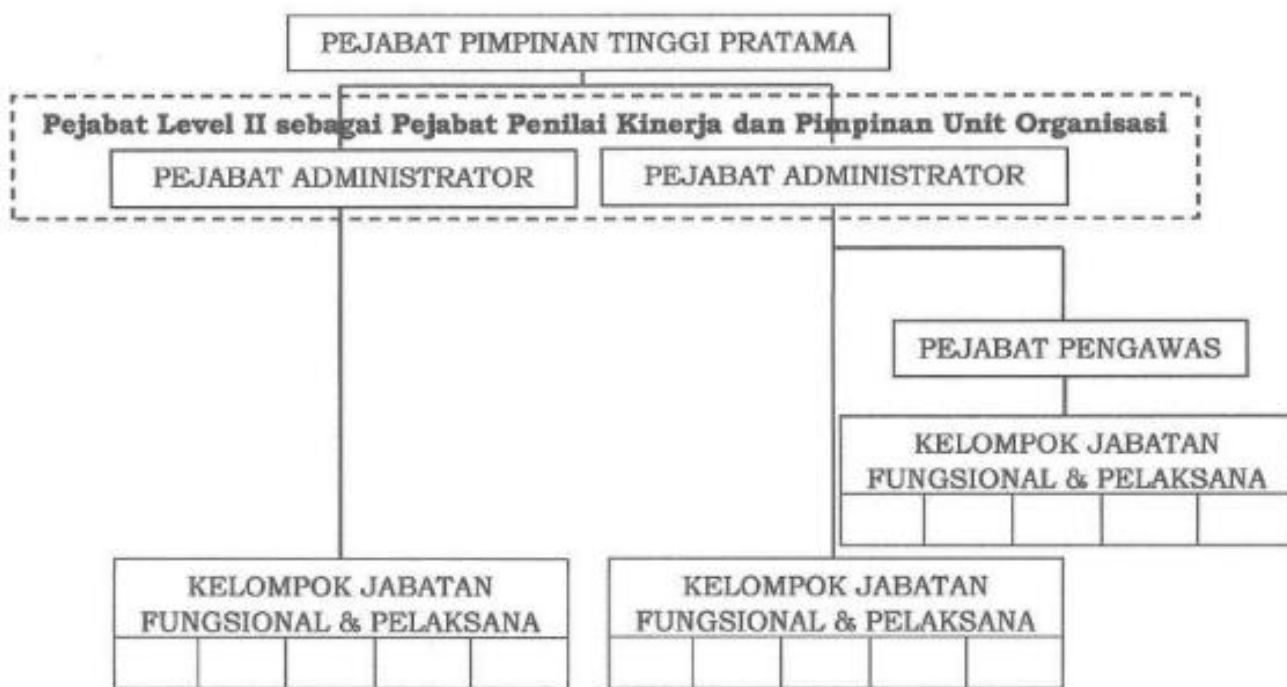 PEJABAT PIMPINAN TINGGI PRATAMA
Pejabat Level II sebagai Pejabat Penilai Kinerja dan Pimpinan Unit Organisasi
PEJABAT ADMINISTRATOR
PEJABAT ADMINISTRATOR
PEJABAT PENGAWAS
KELOMPOK JABATAN
FUNGSIONAL & PELAKSANA
KELOMPOK JABATAN
FUNGSIONAL & PELAKSANA
KELOMPOK JABATAN
FUNGSIONAL & PELAKSANA